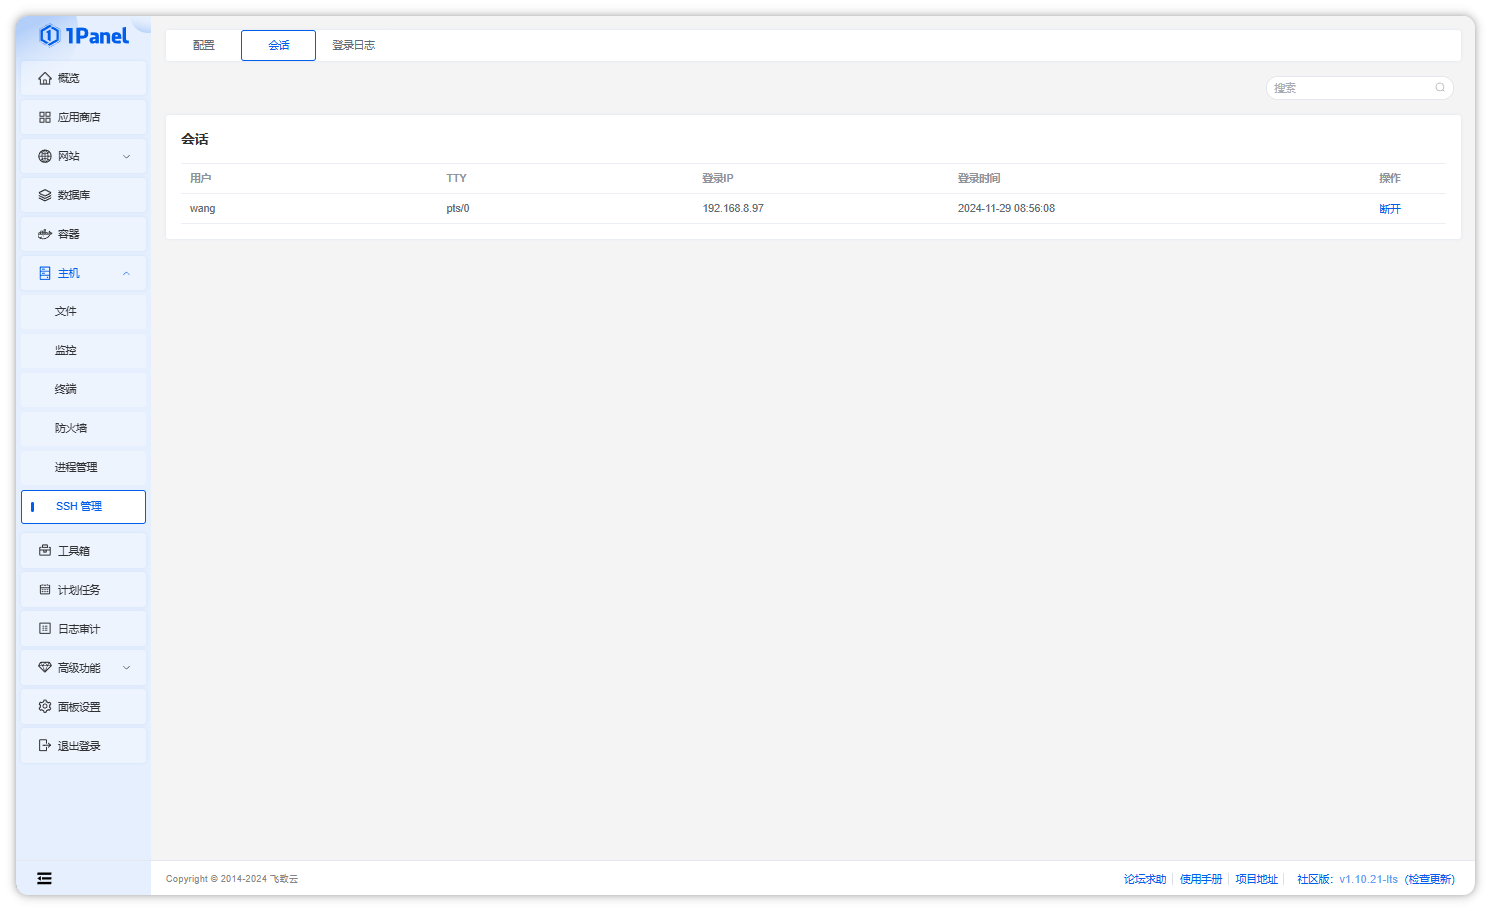 1Panel
概览
应用商店
网站
数据库
容器
主机
文件
监控
终端
防火墙
进程管理
SSH 管理
工具箱
计划任务
日志审计
高级功能
面板设置
退出登录
配置 会话 登录日志
搜索
会话
用户 TTY 登录IP 登录时间 操作
wang pts/0 192.168.8.97 2024-11-29 08:56:08 断开
Copyright © 2014-2024 飞致云
论坛求助 使用手册 项目地址 社区版: v1.10.21-lts (检查更新)